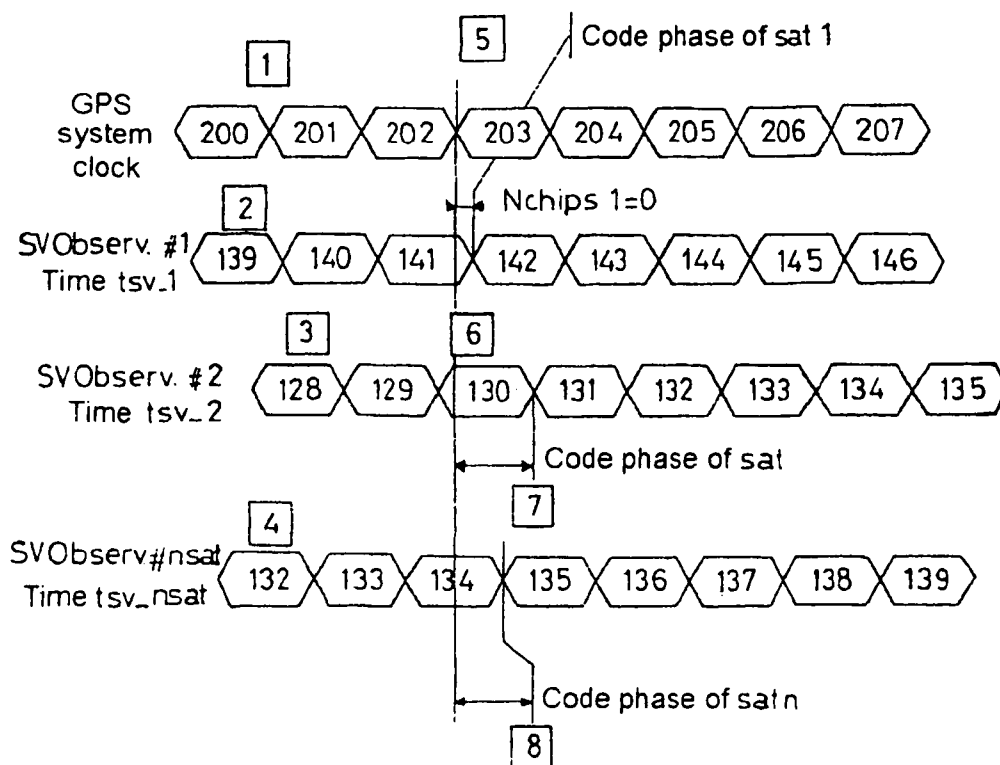 5
Code phase of sat 1
1
GPS
system
clock
200 201 202 203 204 205 206 207
Nchips 1=0
2
SVObserv. #1
Time tsv_1
139 140 141 142 143 144 145 146
3
6
SVObserv. #2
Time tsv_2
128 129 130 131 132 133 134 135
Code phase of sat
7
4
SVObserv.#nsat
Time tsv_nsat
132 133 134 135 136 137 138 139
Code phase of satn
8